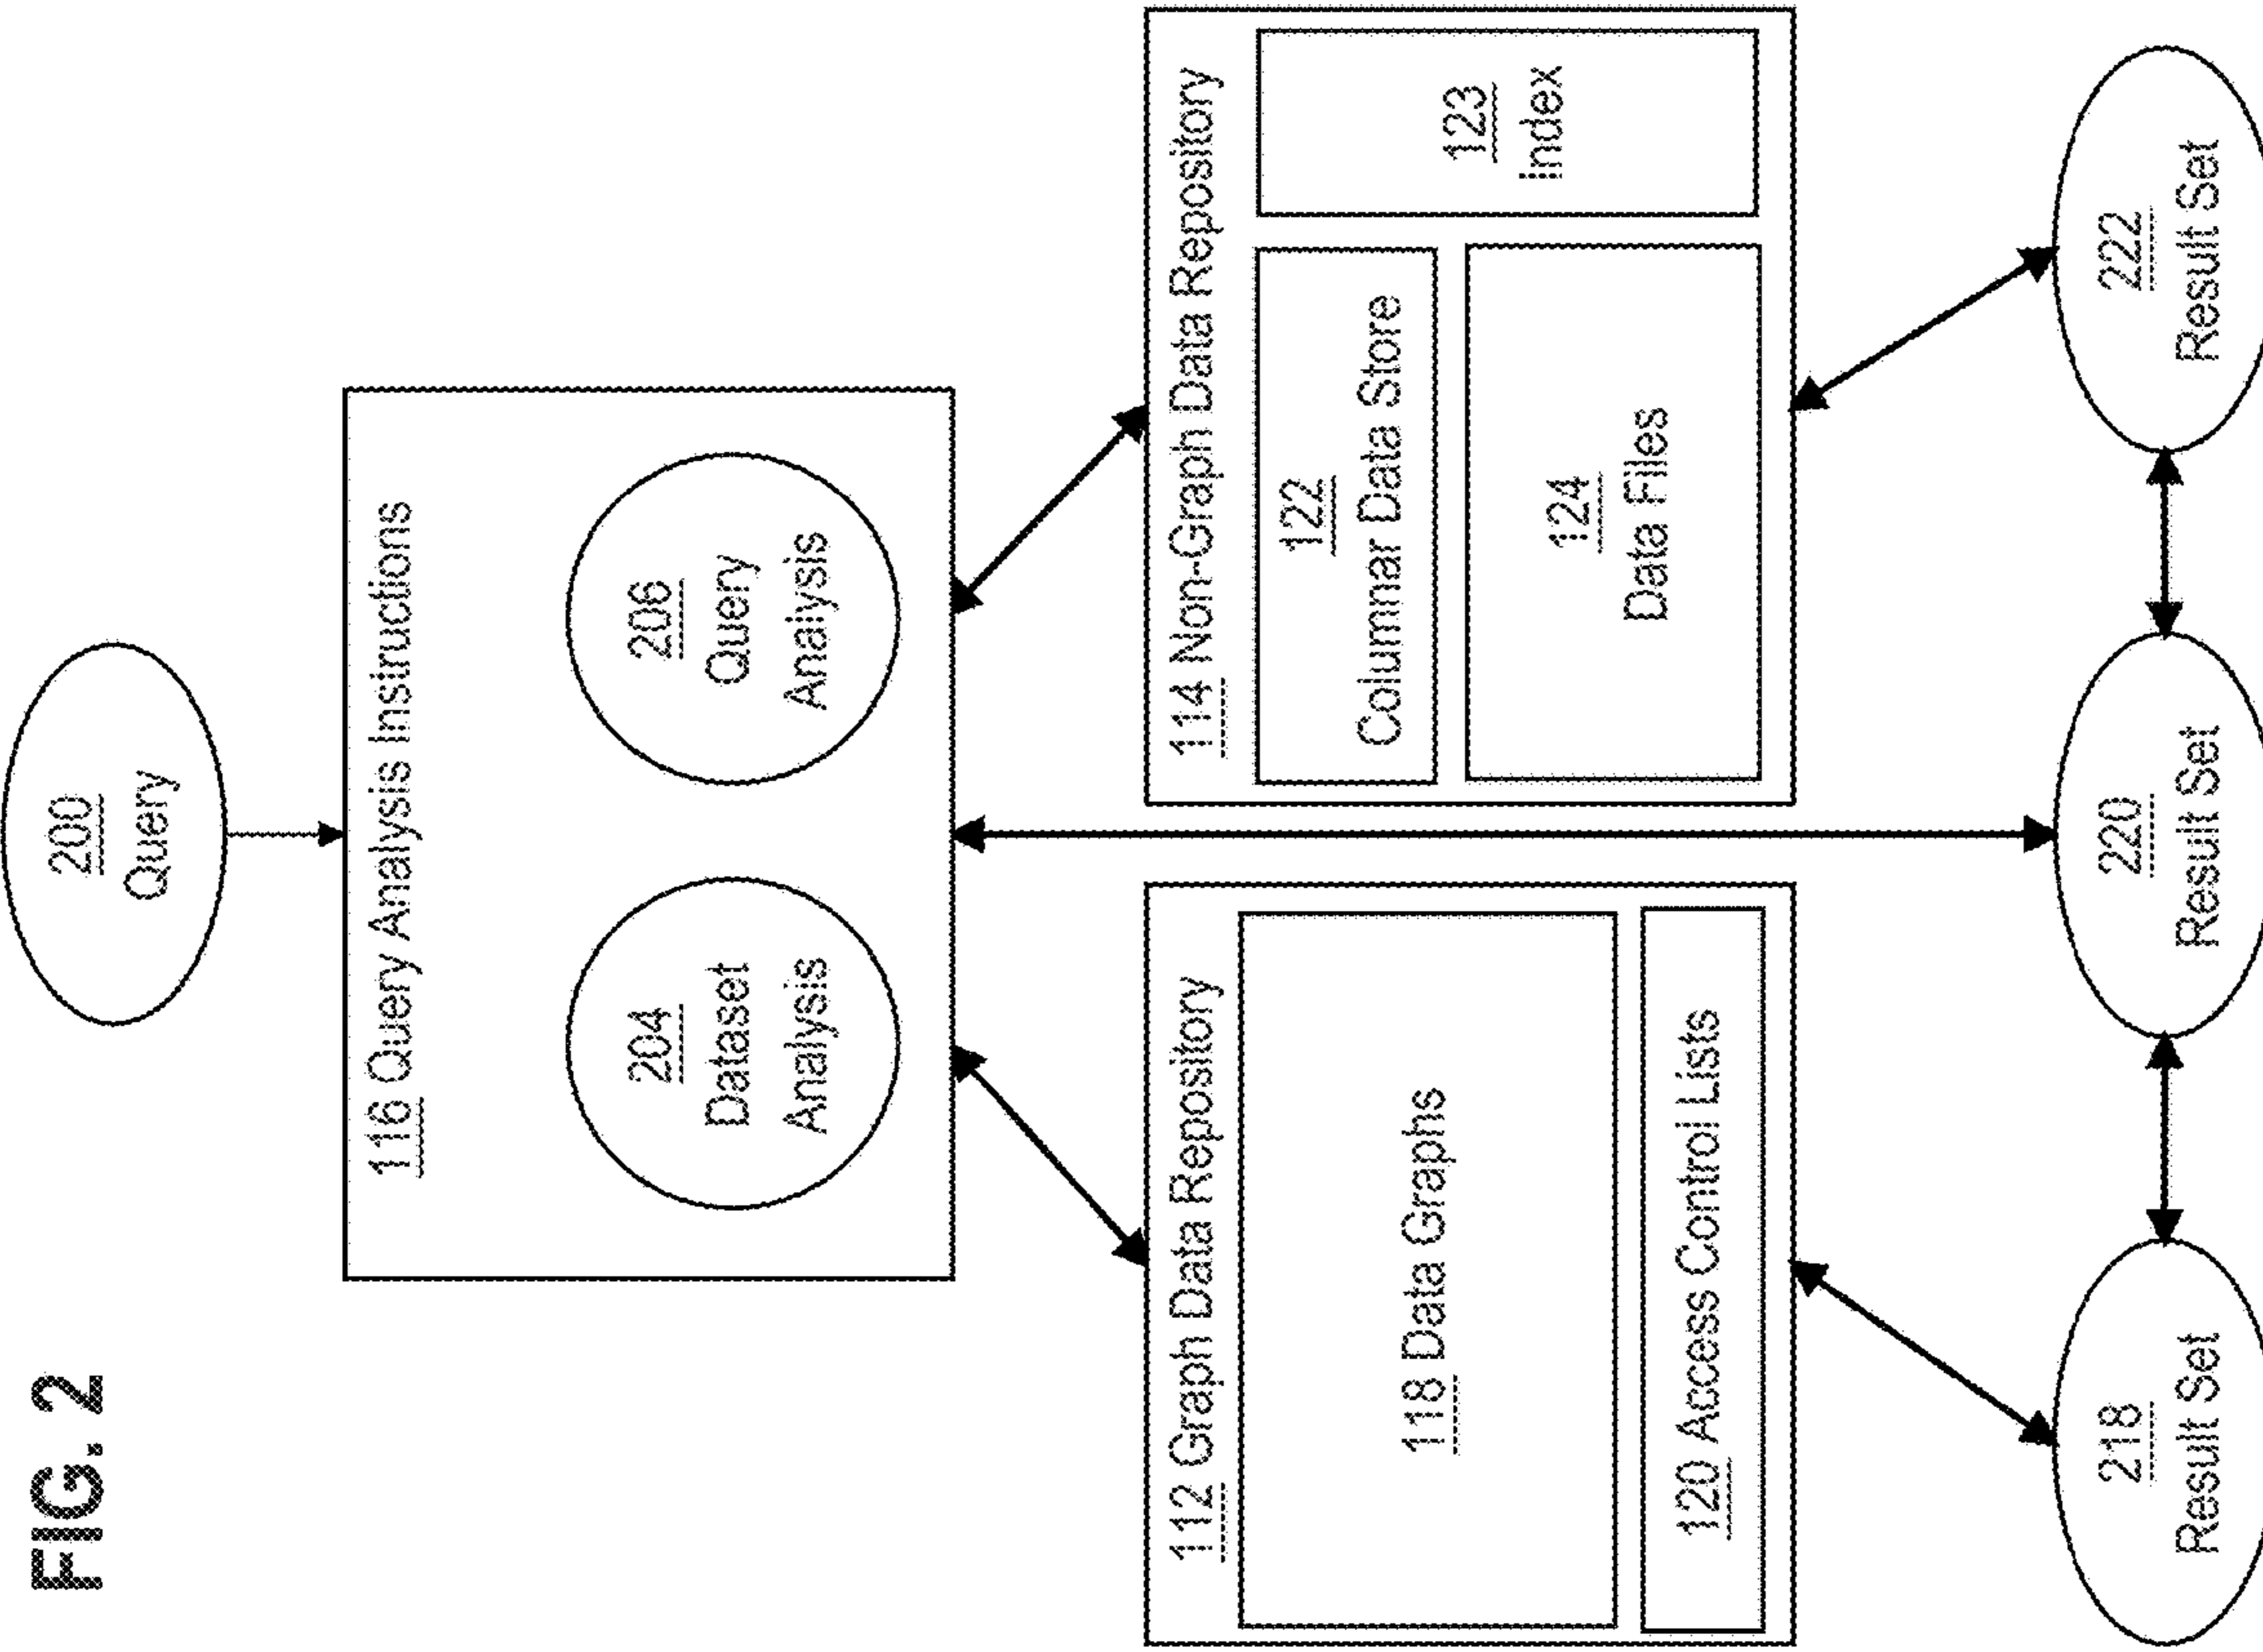 FIG. 2
200
Query
116 Query Analysis Instructions
204
Dataset
Analysis
206
Query
Analysis
112 Graph Data Repository
118 Data Graphs
120 Access Control Lists
114 Non-Graph Data Repository
122
Columnar Data Store
124
Data Files
123
Index
218
Result Set
220
Result Set
222
Result Set